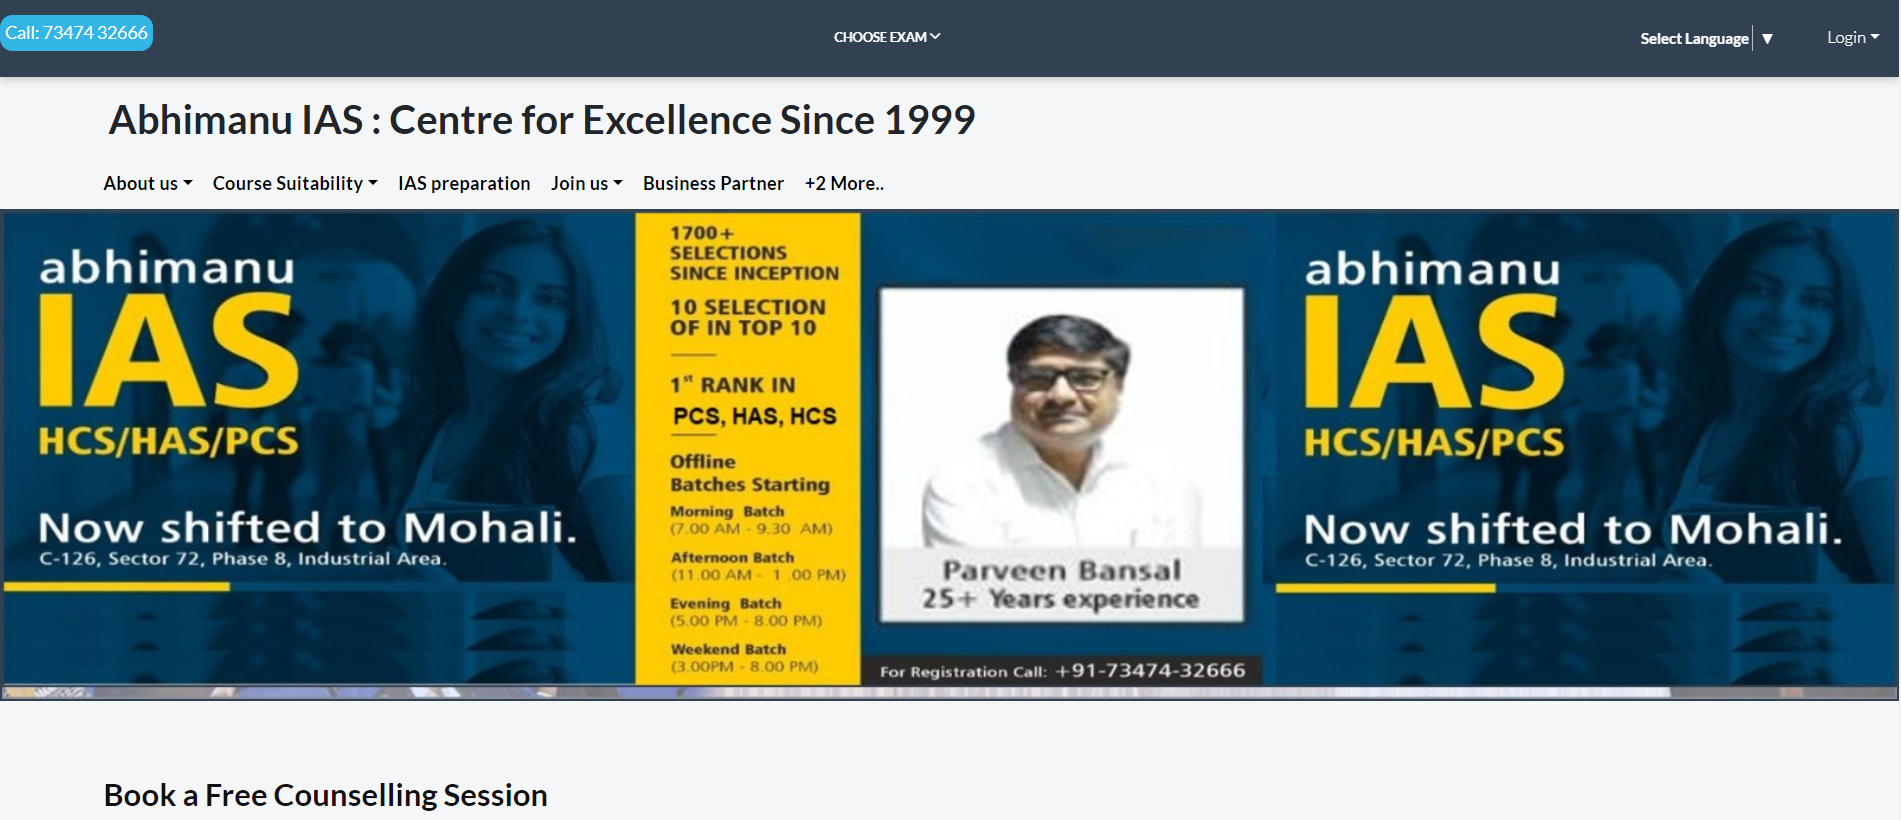 Call: 73474 32666
CHOOSE EXAM
Select Language ▼
Login
Abhimanu IAS : Centre for Excellence Since 1999
About us Course Suitability IAS preparation Join us Business Partner +2 More..
abhimanu
IAS
HCS/HAS/PCS
Now shifted to Mohali.
C-126, Sector 72, Phase 8, Industrial Area.
1700+
SELECTIONS
SINCE INCEPTION
10 SELECTION
OF IN TOP 10
1st RANK IN
PCS, HAS, HCS
Offline
Batches Starting
Morning Batch
(7.00 AM - 9.30 AM)
Afternoon Batch
(11.00 AM - 1 .00 PM)
Evening Batch
(5.00 PM - 8.00 PM)
Weekend Batch
(3.00PM - 8.00 PM)
Parveen Bansal
25+ Years experience
For Registration Call: +91-73474-32666
abhimanu
IAS
HCS/HAS/PCS
Now shifted to Mohali.
C-126, Sector 72, Phase 8, Industrial Area.
Book a Free Counselling Session